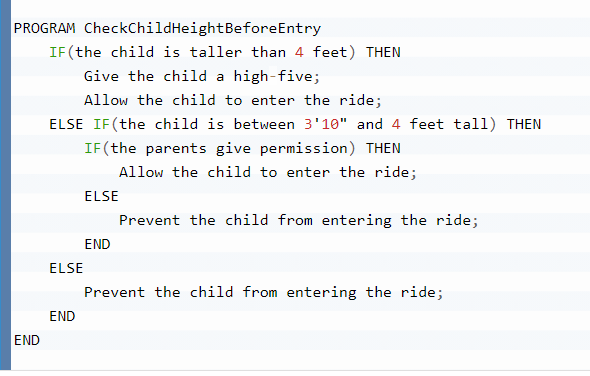 PROGRAM CheckChildHeightBeforeEntry
    IF(the child is taller than 4 feet) THEN
        Give the child a high-five;
        Allow the child to enter the ride;
    ELSE IF(the child is between 3'10" and 4 feet tall) THEN
        IF(the parents give permission) THEN
            Allow the child to enter the ride;
        ELSE
            Prevent the child from entering the ride;
        END
    ELSE
        Prevent the child from entering the ride;
    END
END